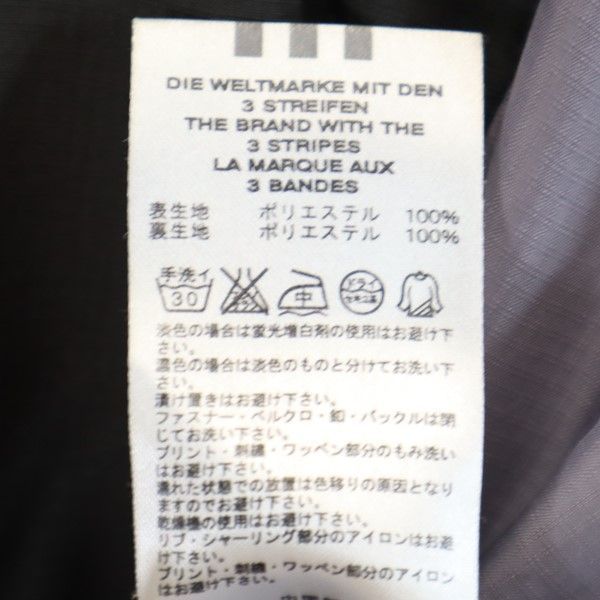 DIE WELTMARKE MIT DEN
3 STREIFEN
THE BRAND WITH THE
3 STRIPES
LA MARQUE AUX
3 BANDES
表生地 ポリエステル 100%
裏生地 ポリエステル 100%
手洗イ 30 中 ドライ
淡色の場合は蛍光増白剤の使用はお避け下
さい。
濃色の場合は淡色のものと分けてお洗い下
さい。
漬け置きはお避け下さい。
ファスナー・ベルクロ・釦・バックルは閉
じてお洗い下さい。
プリント・刺繍・ワッペン部分のもみ洗い
はお避け下さい。
濡れた状態での放置は色移りの原因となり
ますのでお避け下さい。
乾燥機の使用はお避け下さい。
リブ・シャーリング部分のアイロンはお避
け下さい。
プリント・刺繍・ワッペン部分のアイロン
はお避け下さい。